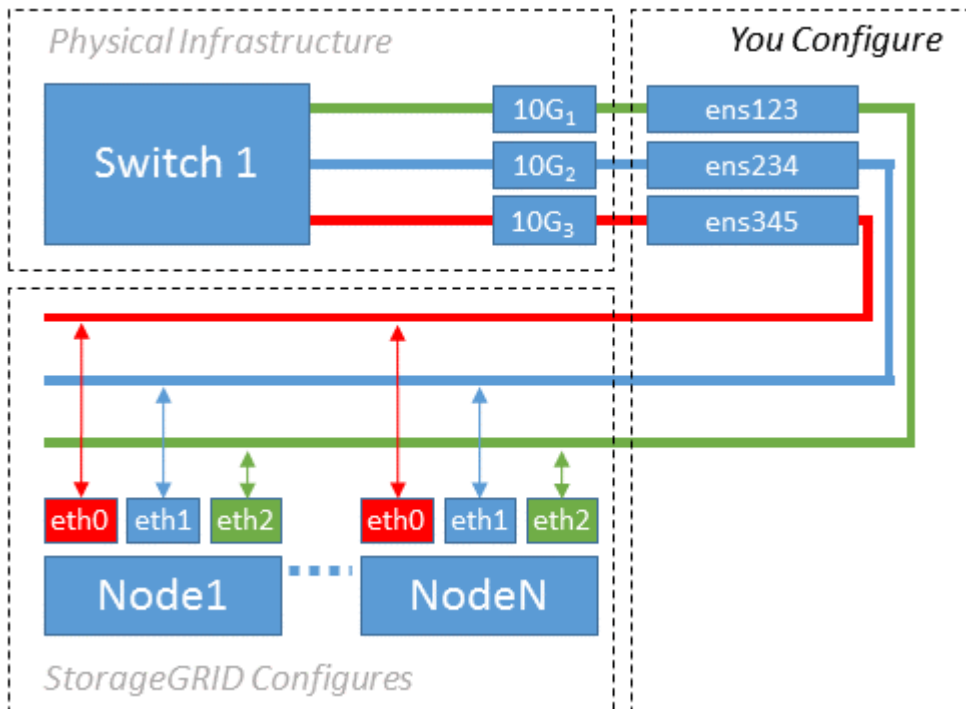 Physical Infrastructure
You Configure
Switch 1
10G₁
ens123
10G₂
ens234
10G₃
ens345
eth0
eth1
eth2
eth0
eth1
eth2
Node1
NodeN
StorageGRID Configures